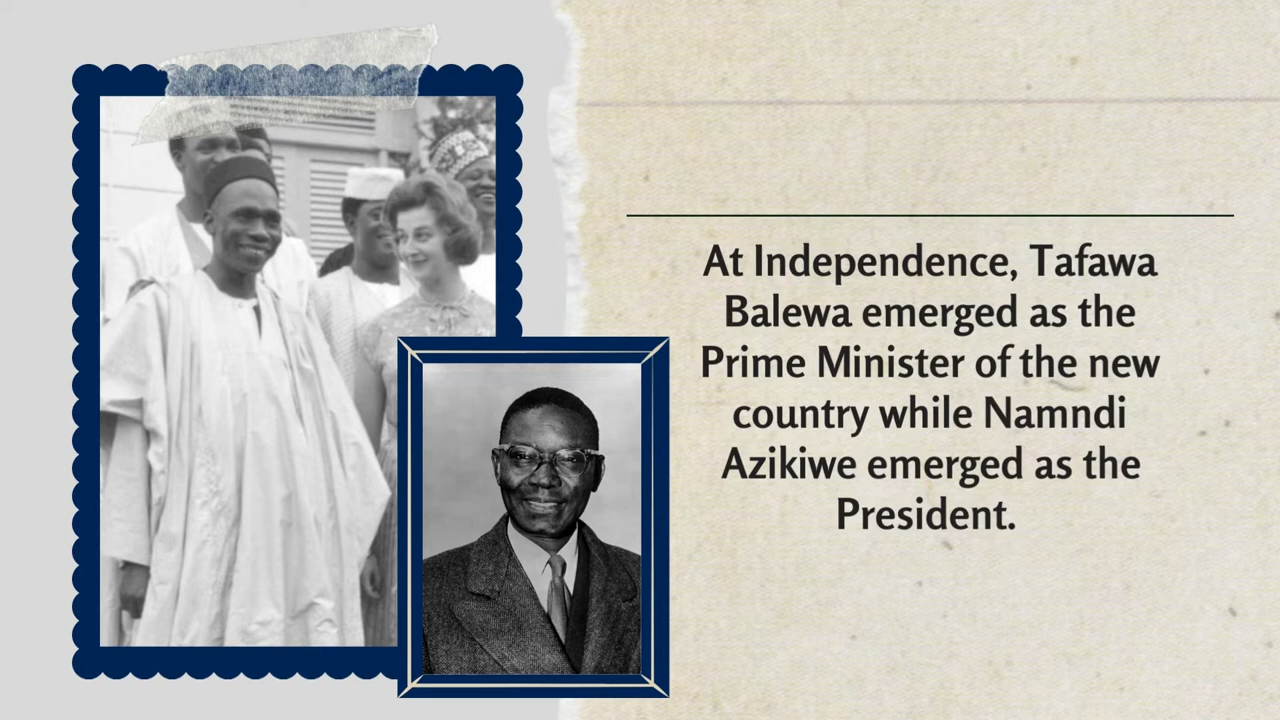 At Independence, Tafawa
Balewa emerged as the
Prime Minister of the new
country while Namndi
Azikiwe emerged as the
President.